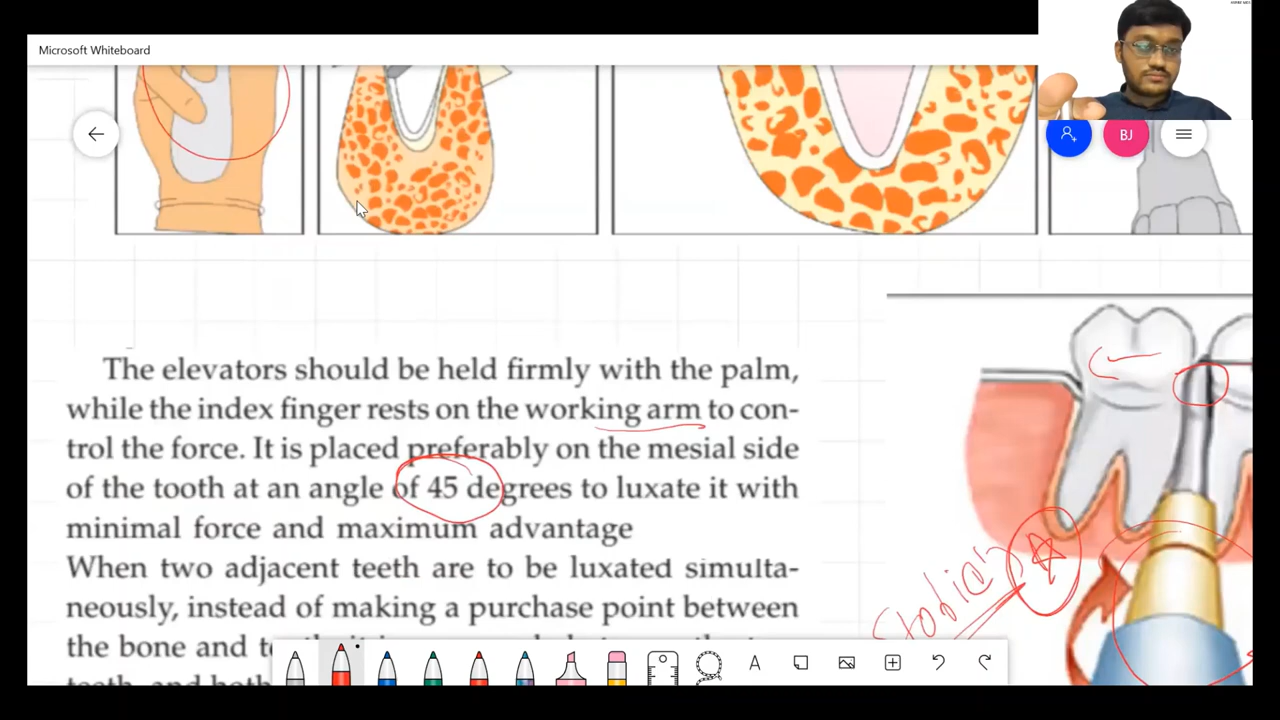 Microsoft Whiteboard
BJ
The elevators should be held firmly with the palm,
while the index finger rests on the working arm to con-
trol the force. It is placed preferably on the mesial side
of the tooth at an angle of 45 degrees to luxate it with
minimal force and maximum advantage
When two adjacent teeth are to be luxated simulta-
neously, instead of making a purchase point between
the bone and
A